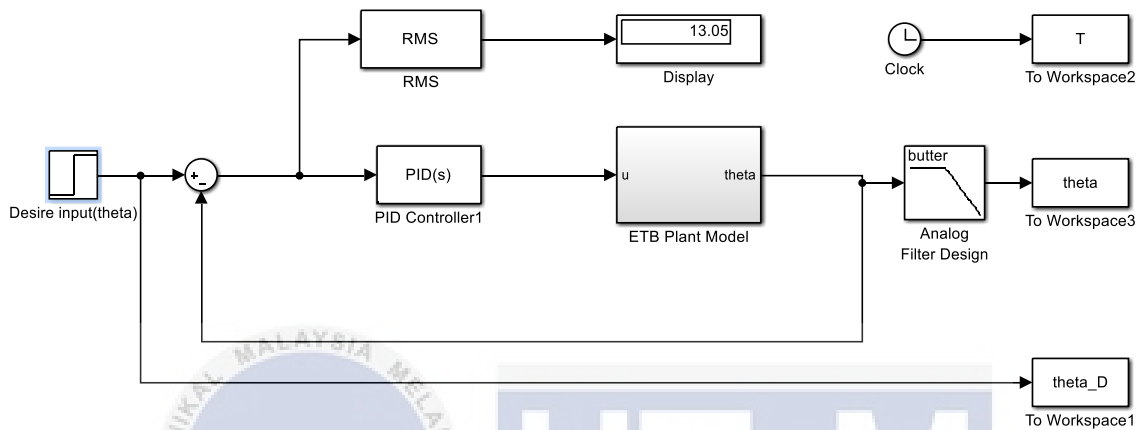 RMS
RMS
13.05
Display
Clock
T
To Workspace2
Desire input(theta)
+
−
PID(s)
PID Controller1
u
theta
ETB Plant Model
butter
Analog
Filter Design
theta
To Workspace3
theta_D
To Workspace1
MALAYSIA